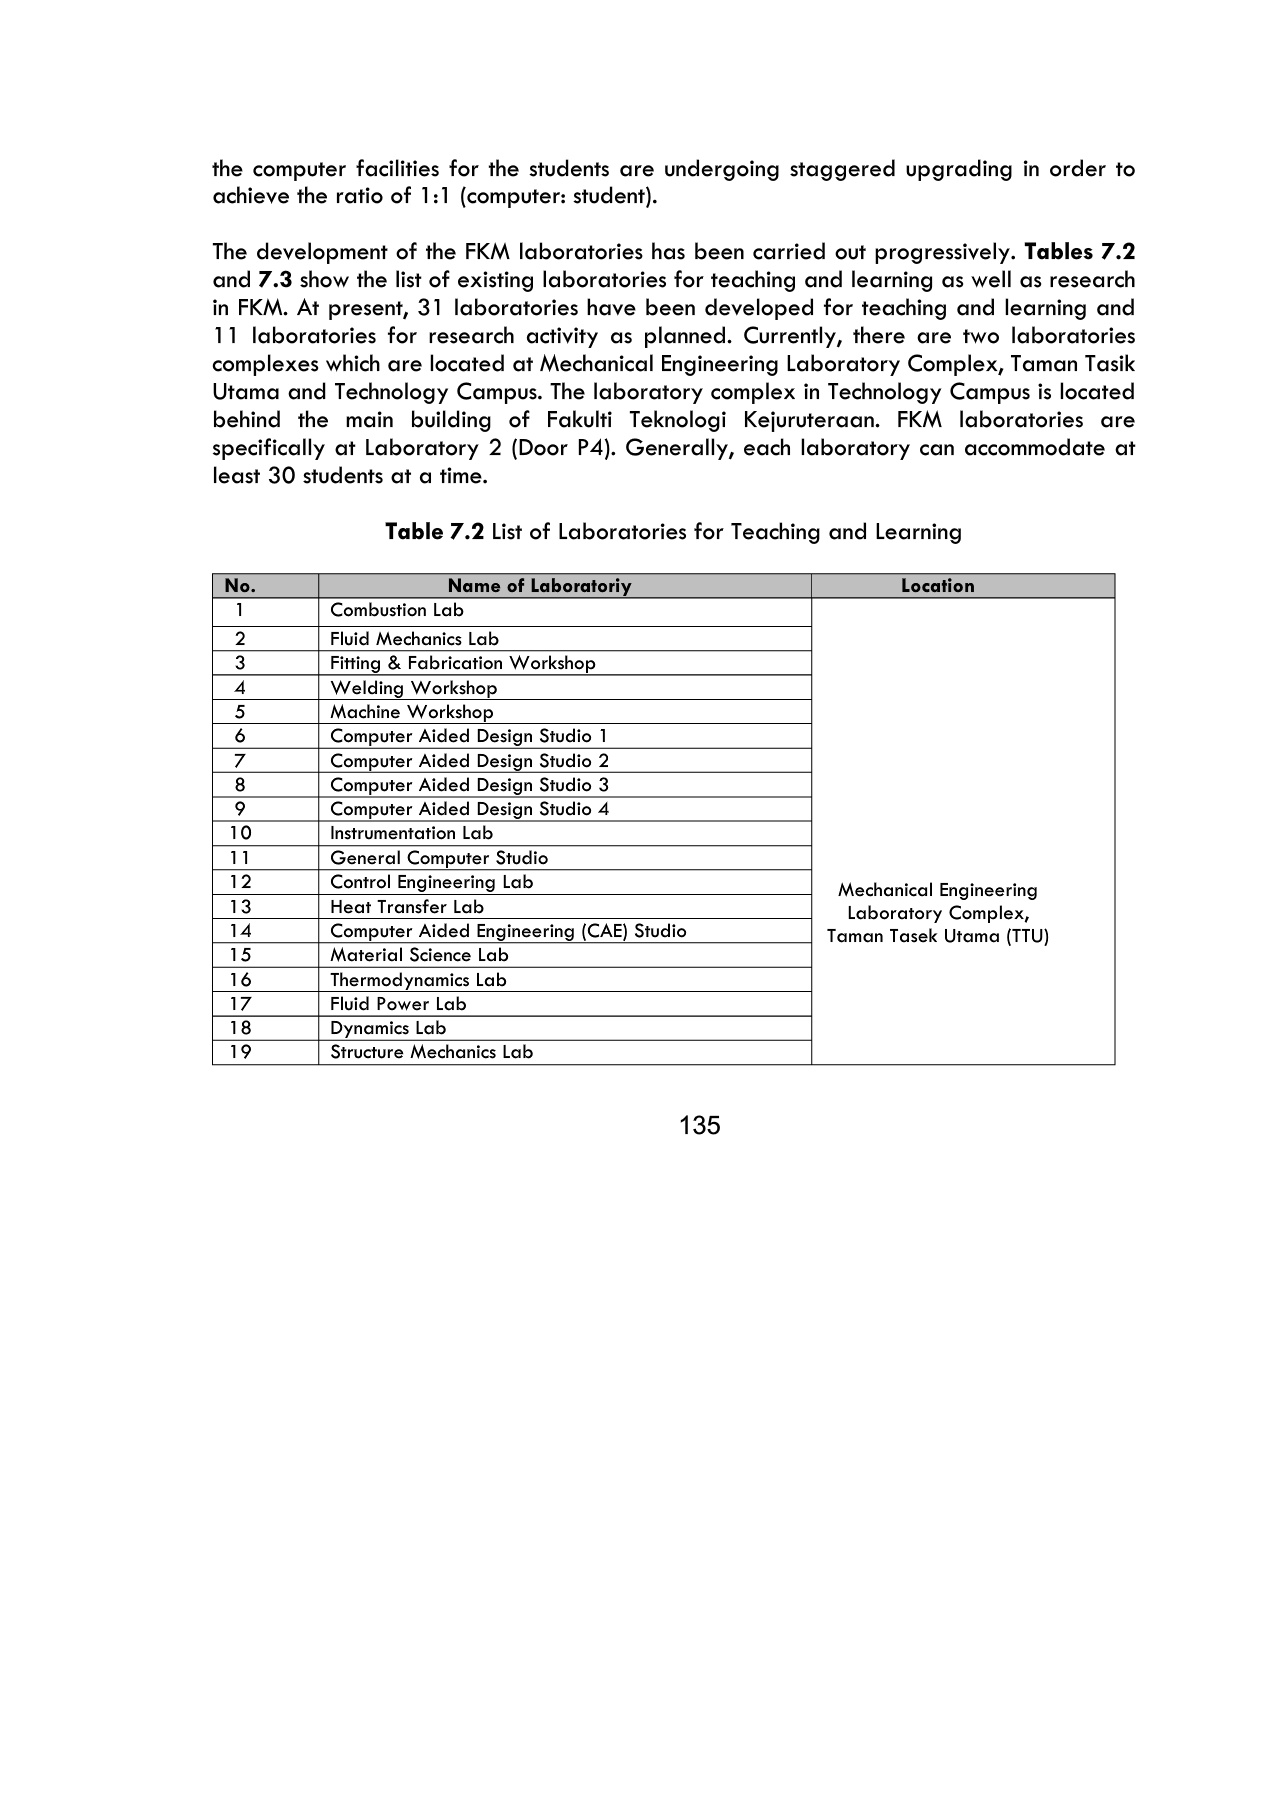 the computer facilities for the students are undergoing staggered upgrading in order to
achieve the ratio of 1:1 (computer: student).
The development of the FKM laboratories has been carried out progressively. Tables 7.2
and 7.3 show the list of existing laboratories for teaching and learning as well as research
in FKM. At present, 31 laboratories have been developed for teaching and learning and
11 laboratories for research activity as planned. Currently, there are two laboratories
complexes which are located at Mechanical Engineering Laboratory Complex, Taman Tasik
Utama and Technology Campus. The laboratory complex in Technology Campus is located
behind the main building of Fakulti Teknologi Kejuruteraan. FKM laboratories are
specifically at Laboratory 2 (Door P4). Generally, each laboratory can accommodate at
least 30 students at a time.
Table 7.2 List of Laboratories for Teaching and Learning
No. Name of Laboratoriy Location
1 Combustion Lab
2 Fluid Mechanics Lab
3 Fitting & Fabrication Workshop
4 Welding Workshop
5 Machine Workshop
6 Computer Aided Design Studio 1
7 Computer Aided Design Studio 2
8 Computer Aided Design Studio 3
9 Computer Aided Design Studio 4
10 Instrumentation Lab
11 General Computer Studio
12 Control Engineering Lab
13 Heat Transfer Lab
14 Computer Aided Engineering (CAE) Studio
15 Material Science Lab
16 Thermodynamics Lab
17 Fluid Power Lab
18 Dynamics Lab
19 Structure Mechanics Lab
Mechanical Engineering
Laboratory Complex,
Taman Tasek Utama (TTU)
135